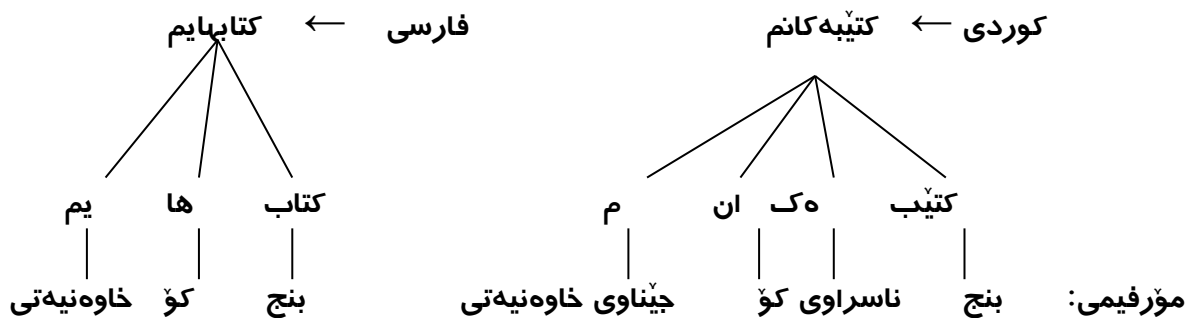 کوردی ← کتێبەکانم فارسی ← کتابهایم
کتێب ەک ان م کتاب ها یم
مۆرفیمی: بنج ناسراوی کۆ جێناوی خاوەنیەتی بنج کۆ خاوەنیەتی